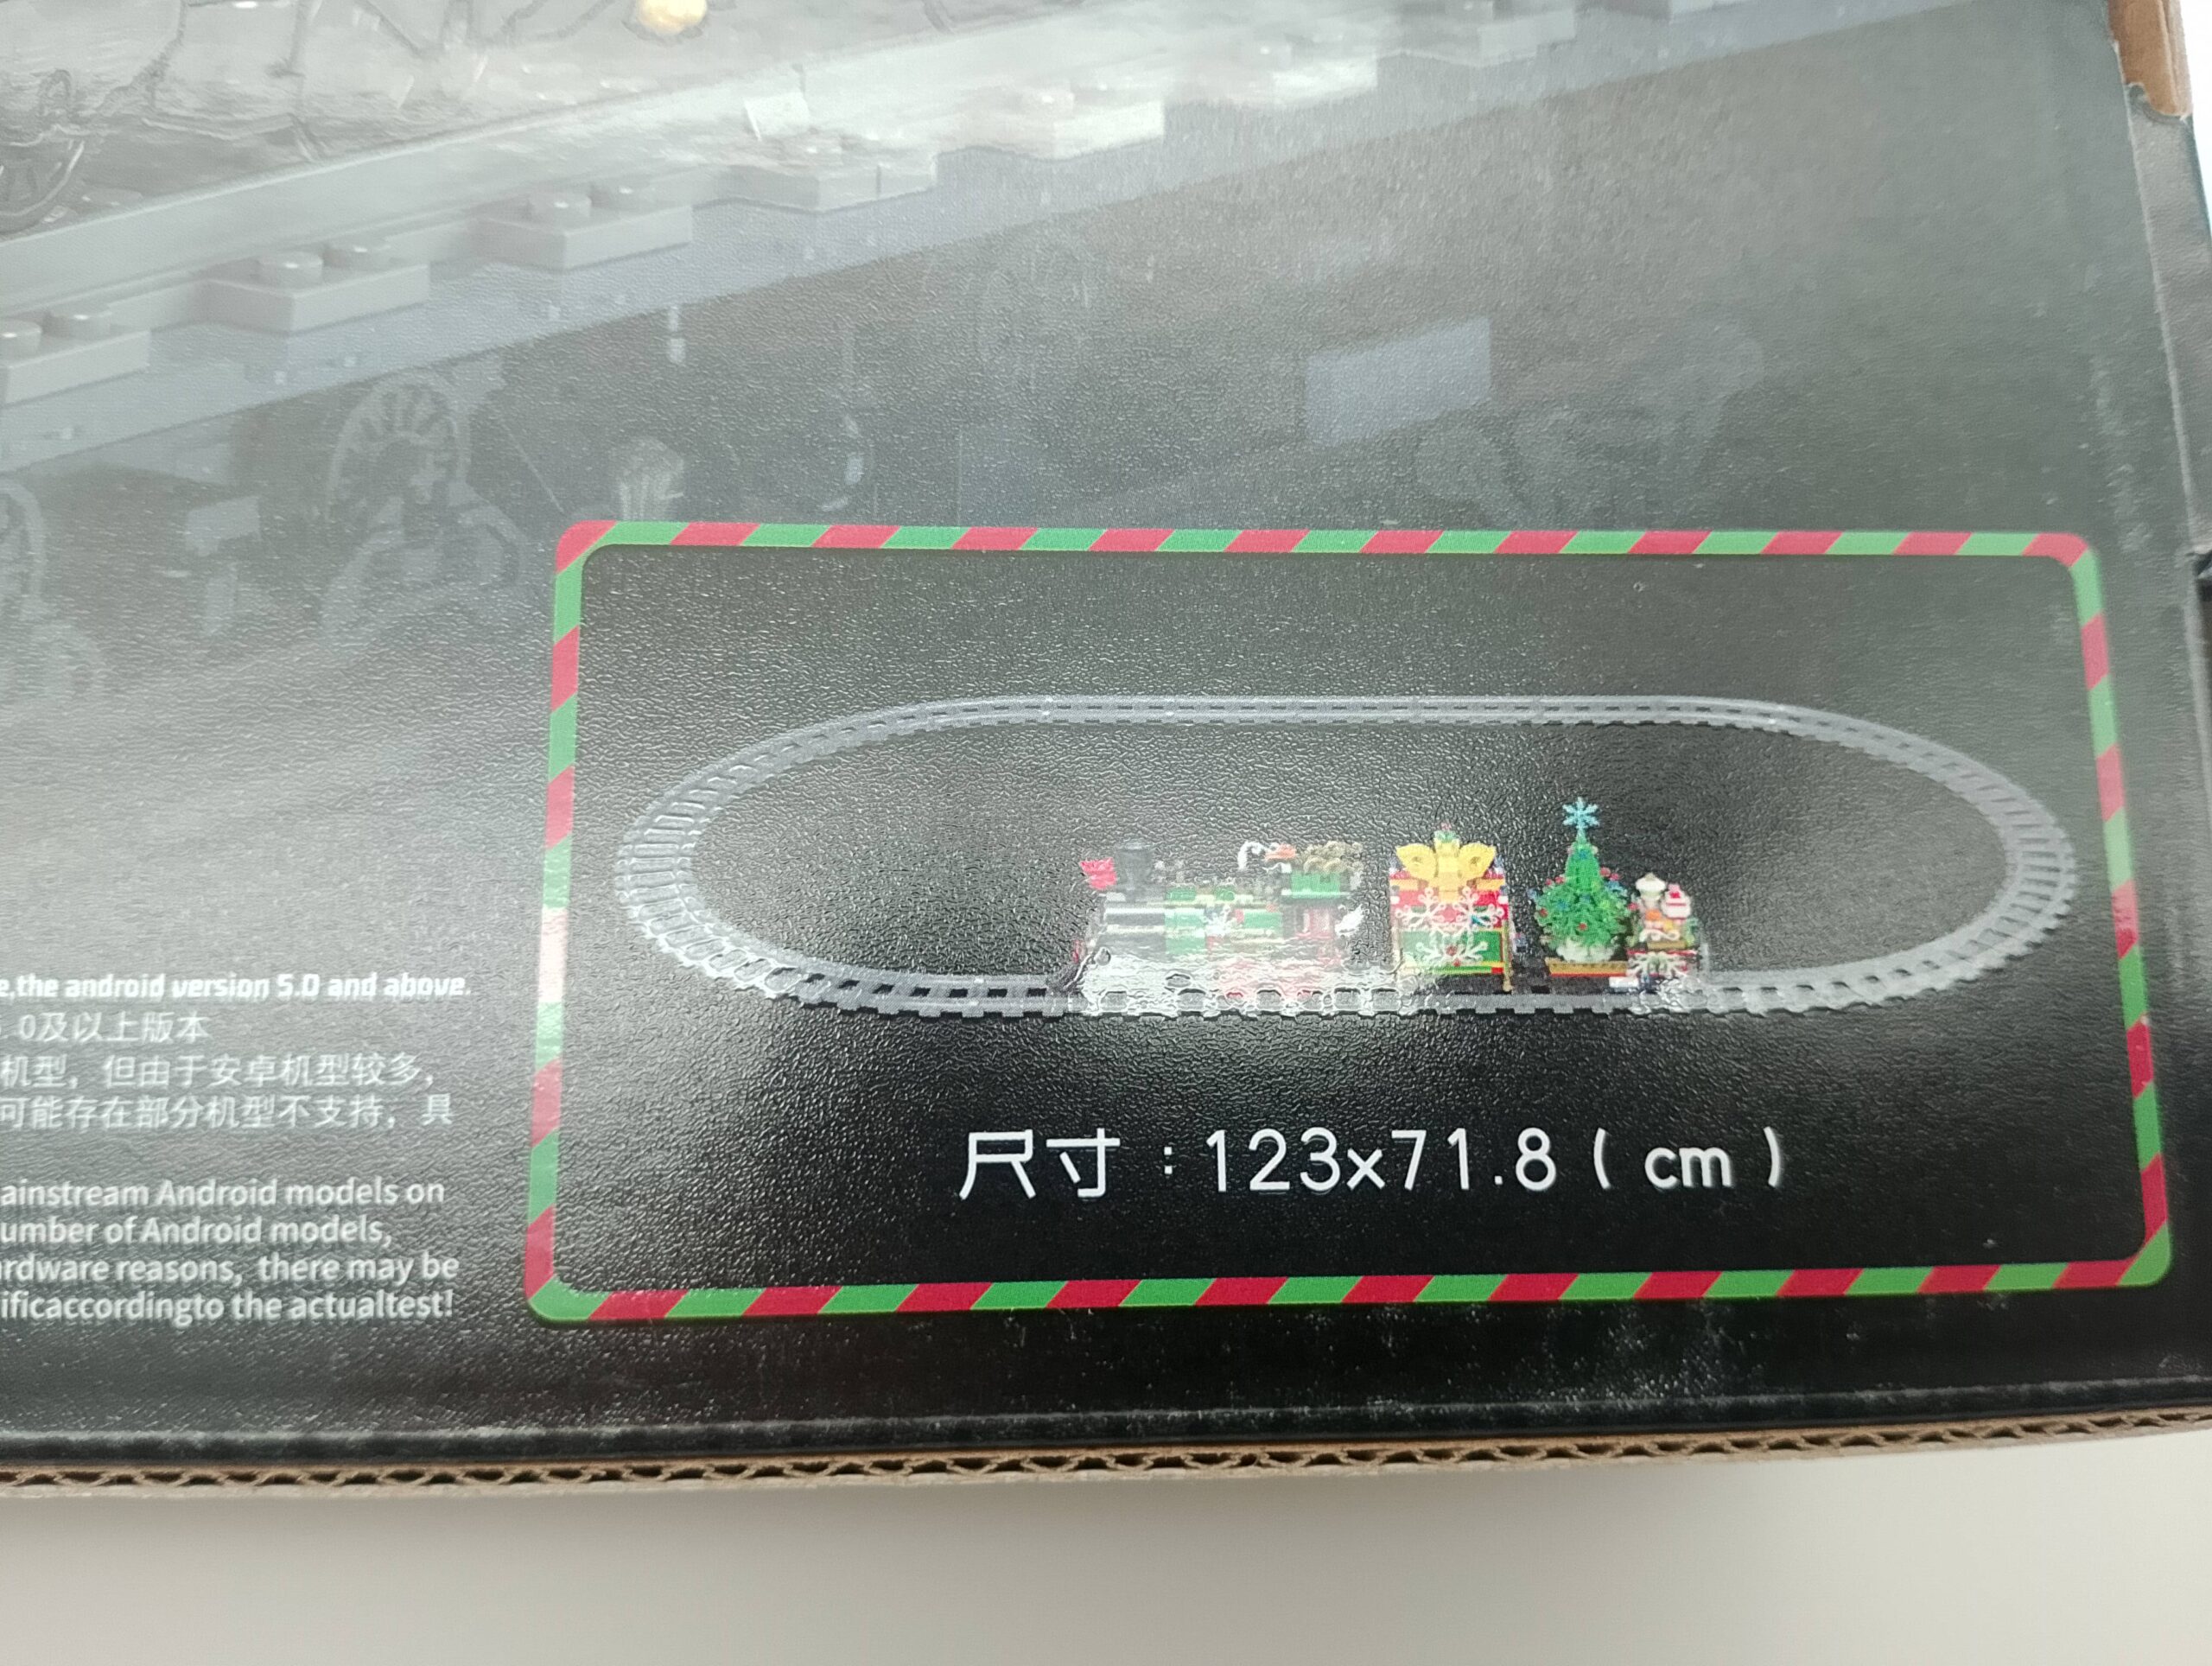 ,the android version 5.0 and above.
.0及以上版本
机型，但由于安卓机型较多，
可能存在部分机型不支持，具
ainstream Android models on
umber of Android models,
rdware reasons, there may be
ificaccordingto the actualtest!
尺寸：123x71.8（cm）